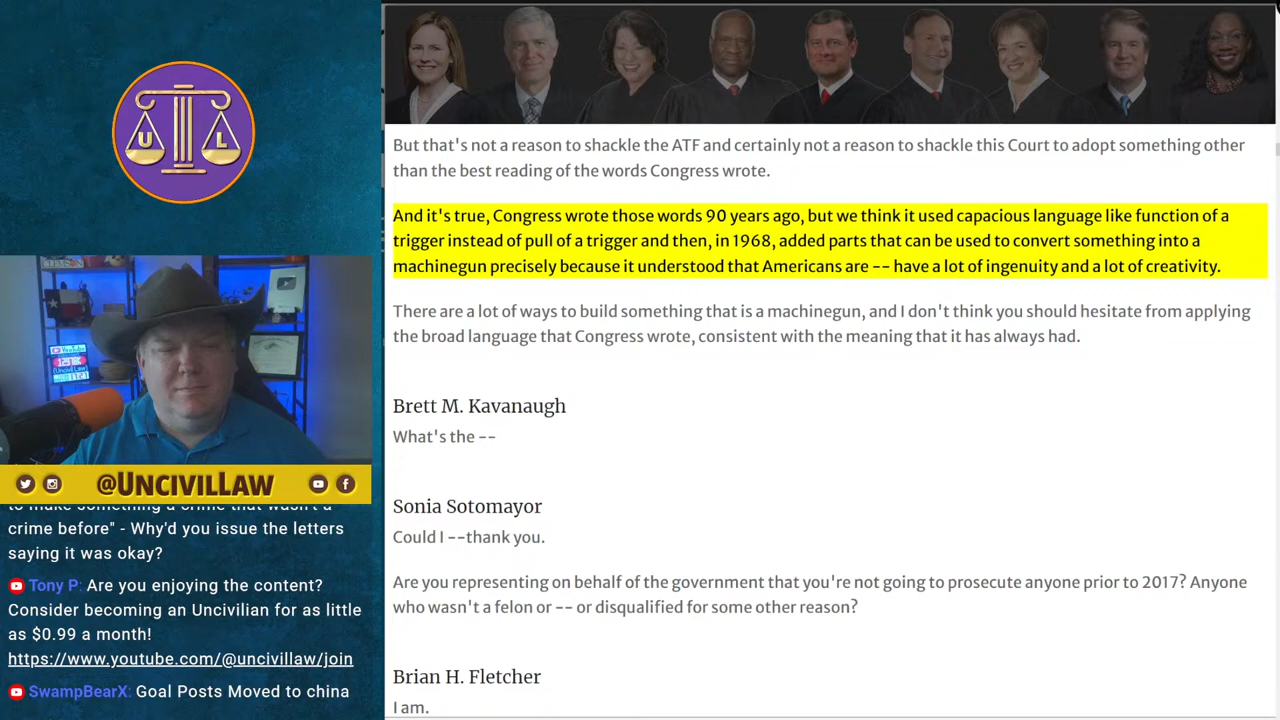 U L
@UNCIVILLAW
to make something a crime that wasn't a
crime before" - Why'd you issue the letters
saying it was okay?
Tony P: Are you enjoying the content?
Consider becoming an Uncivilian for as little
as $0.99 a month!
https://www.youtube.com/@uncivillaw/join
SwampBearX: Goal Posts Moved to china
But that's not a reason to shackle the ATF and certainly not a reason to shackle this Court to adopt something other
than the best reading of the words Congress wrote.
And it's true, Congress wrote those words 90 years ago, but we think it used capacious language like function of a
trigger instead of pull of a trigger and then, in 1968, added parts that can be used to convert something into a
machinegun precisely because it understood that Americans are -- have a lot of ingenuity and a lot of creativity.
There are a lot of ways to build something that is a machinegun, and I don't think you should hesitate from applying
the broad language that Congress wrote, consistent with the meaning that it has always had.
Brett M. Kavanaugh
What's the --
Sonia Sotomayor
Could I --thank you.
Are you representing on behalf of the government that you're not going to prosecute anyone prior to 2017? Anyone
who wasn't a felon or -- or disqualified for some other reason?
Brian H. Fletcher
I am.